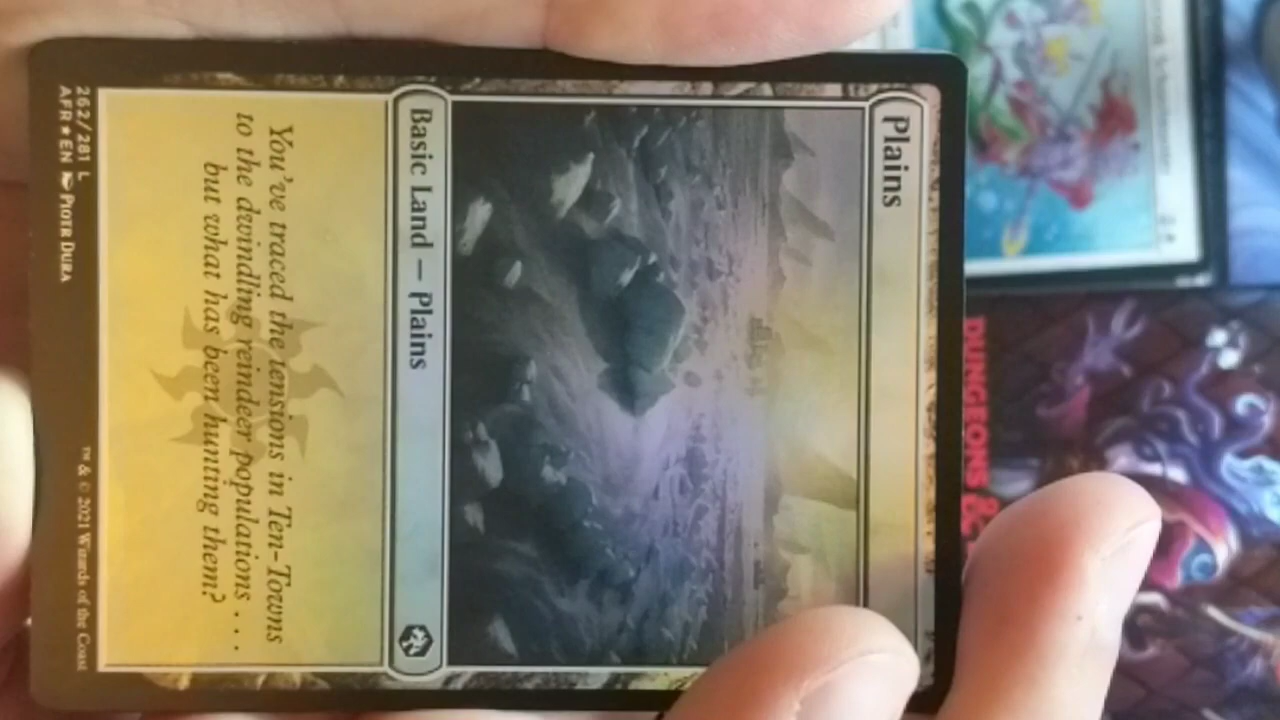 Plains
Basic Land — Plains
You've traced the tensions in Ten-Towns
to the dwindling reindeer populations . . .
but what has been hunting them?
262/281 L
AFR★EN Piotr Dura
™ & © 2021 Wizards of the Coast
DUNGEONS &